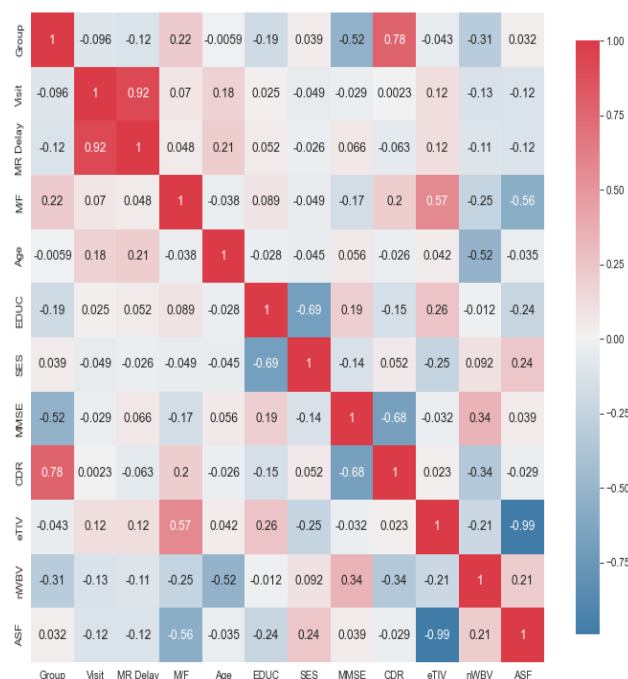 Group 1 -0.096 -0.12 0.22 -0.0059 -0.19 0.039 -0.52 0.78 -0.043 -0.31 0.032
Visit -0.096 1 0.92 0.07 0.18 0.025 -0.049 -0.029 0.0023 0.12 -0.13 -0.12
MR Delay -0.12 0.92 1 0.048 0.21 0.052 -0.026 0.066 -0.063 0.12 -0.11 -0.12
M/F 0.22 0.07 0.048 1 -0.038 0.089 -0.049 -0.17 0.2 0.57 -0.25 -0.56
Age -0.0059 0.18 0.21 -0.038 1 -0.028 -0.045 0.056 -0.026 0.042 -0.52 -0.035
EDUC -0.19 0.025 0.052 0.089 -0.028 1 -0.69 0.19 -0.15 0.26 -0.012 -0.24
SES 0.039 -0.049 -0.026 -0.049 -0.045 -0.69 1 -0.14 0.052 -0.25 0.092 0.24
MMSE -0.52 -0.029 0.066 -0.17 0.056 0.19 -0.14 1 -0.68 -0.032 0.34 0.039
CDR 0.78 0.0023 -0.063 0.2 -0.026 -0.15 0.052 -0.68 1 0.023 -0.34 -0.029
eTIV -0.043 0.12 0.12 0.57 0.042 0.26 -0.25 -0.032 0.023 1 -0.21 -0.99
nWBV -0.31 -0.13 -0.11 -0.25 -0.52 -0.012 0.092 0.34 -0.34 -0.21 1 0.21
ASF 0.032 -0.12 -0.12 -0.56 -0.035 -0.24 0.24 0.039 -0.029 -0.99 0.21 1
Group Visit MR Delay M/F Age EDUC SES MMSE CDR eTIV nWBV ASF
1.00
0.75
0.50
0.25
0.00
-0.25
-0.50
-0.75